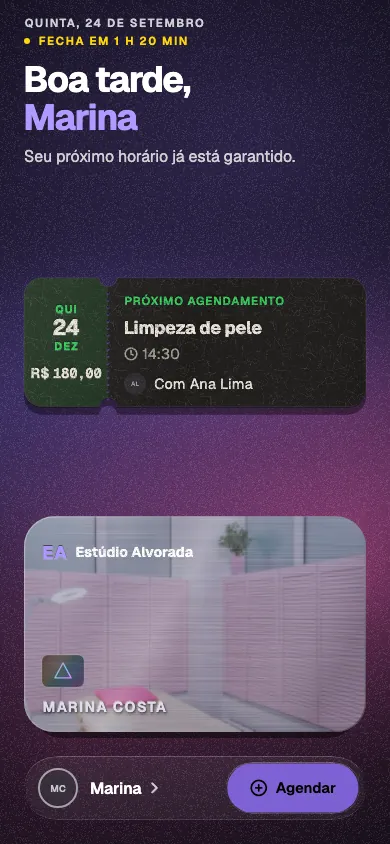 QUINTA, 24 DE SETEMBRO
FECHA EM 1 H 20 MIN
Boa tarde,
Marina
Seu próximo horário já está garantido.
QUI
24
DEZ
R$ 180,00
PRÓXIMO AGENDAMENTO
Limpeza de pele
14:30
AL Com Ana Lima
EA Estúdio Alvorada
MARINA COSTA
MC Marina
Agendar